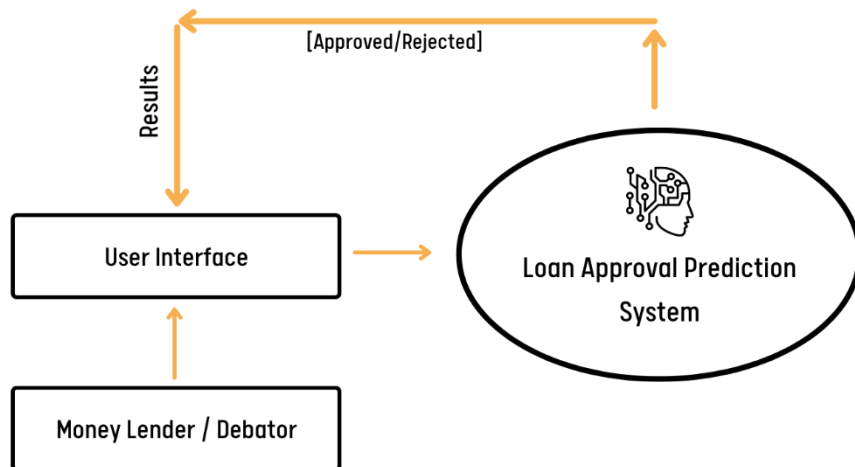 [Approved/Rejected]
Results
User Interface
Loan Approval Prediction
System
Money Lender / Debator